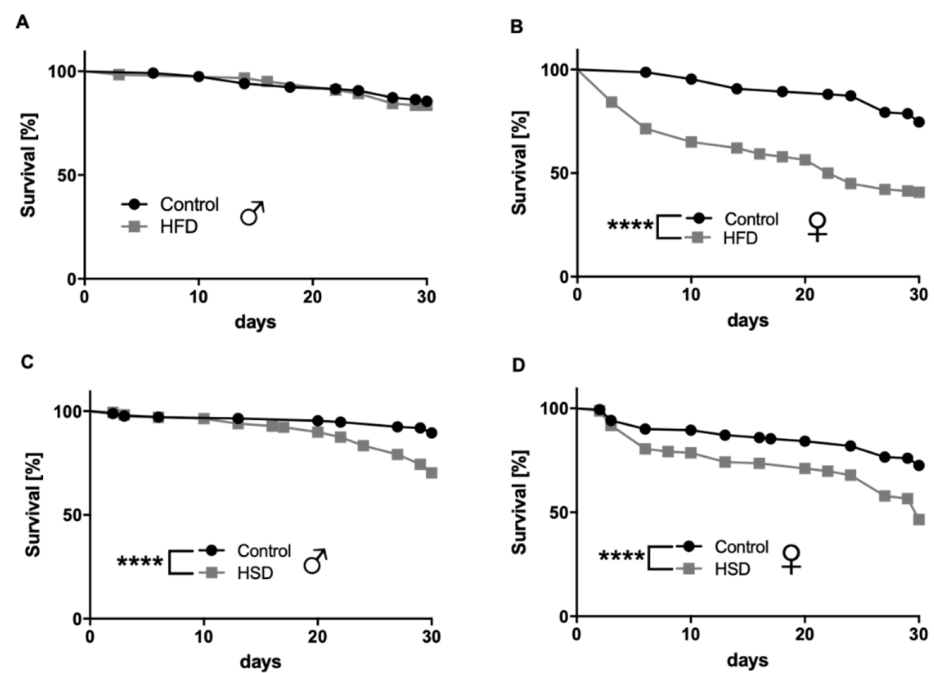 A
Survival [%]
100
50
0
Control
HFD
♂
0 10 20 30
days
B
Survival [%]
100
50
0
**** Control
HFD
♀
0 10 20 30
days
C
Survival [%]
100
50
0
**** Control
HSD
♂
0 10 20 30
days
D
Survival [%]
100
50
0
**** Control
HSD
♀
0 10 20 30
days